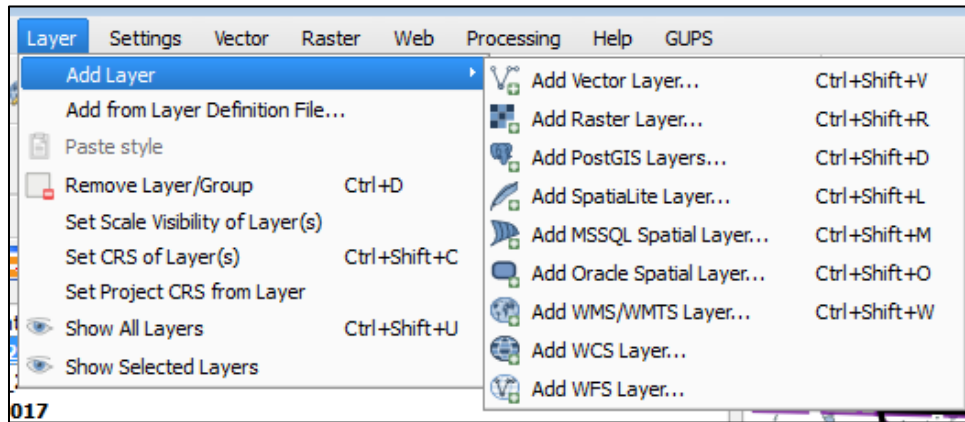 Layer Settings Vector Raster Web Processing Help GUPS
Add Layer
Add from Layer Definition File...
Paste style
Remove Layer/Group Ctrl+D
Set Scale Visibility of Layer(s)
Set CRS of Layer(s) Ctrl+Shift+C
Set Project CRS from Layer
Show All Layers Ctrl+Shift+U
Show Selected Layers
Add Vector Layer... Ctrl+Shift+V
Add Raster Layer... Ctrl+Shift+R
Add PostGIS Layers... Ctrl+Shift+D
Add SpatiaLite Layer... Ctrl+Shift+L
Add MSSQL Spatial Layer... Ctrl+Shift+M
Add Oracle Spatial Layer... Ctrl+Shift+O
Add WMS/WMTS Layer... Ctrl+Shift+W
Add WCS Layer...
Add WFS Layer...
017